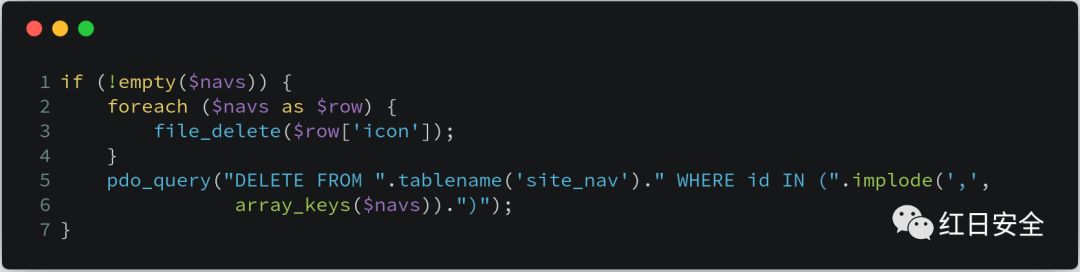 1 if (!empty($navs)) {
2     foreach ($navs as $row) {
3         file_delete($row['icon']);
4     }
5     pdo_query("DELETE FROM ".tablename('site_nav')." WHERE id IN (".implode(',',
6                array_keys($navs)).")");
7 }
红日安全